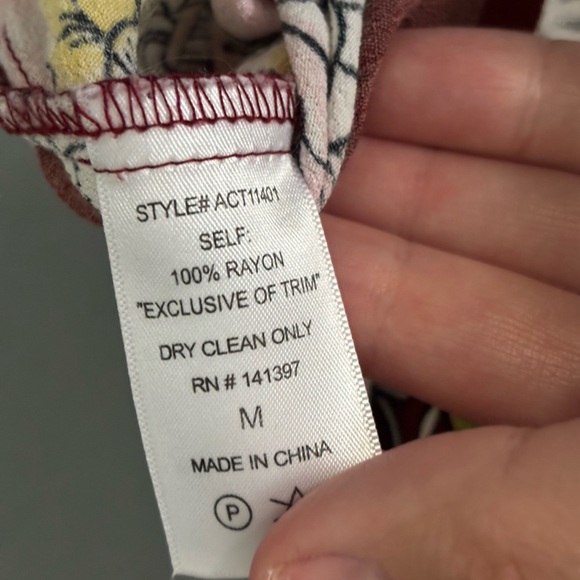 STYLE# ACT11401
SELF:
100% RAYON
"EXCLUSIVE OF TRIM"
DRY CLEAN ONLY
RN # 141397
M
MADE IN CHINA
P